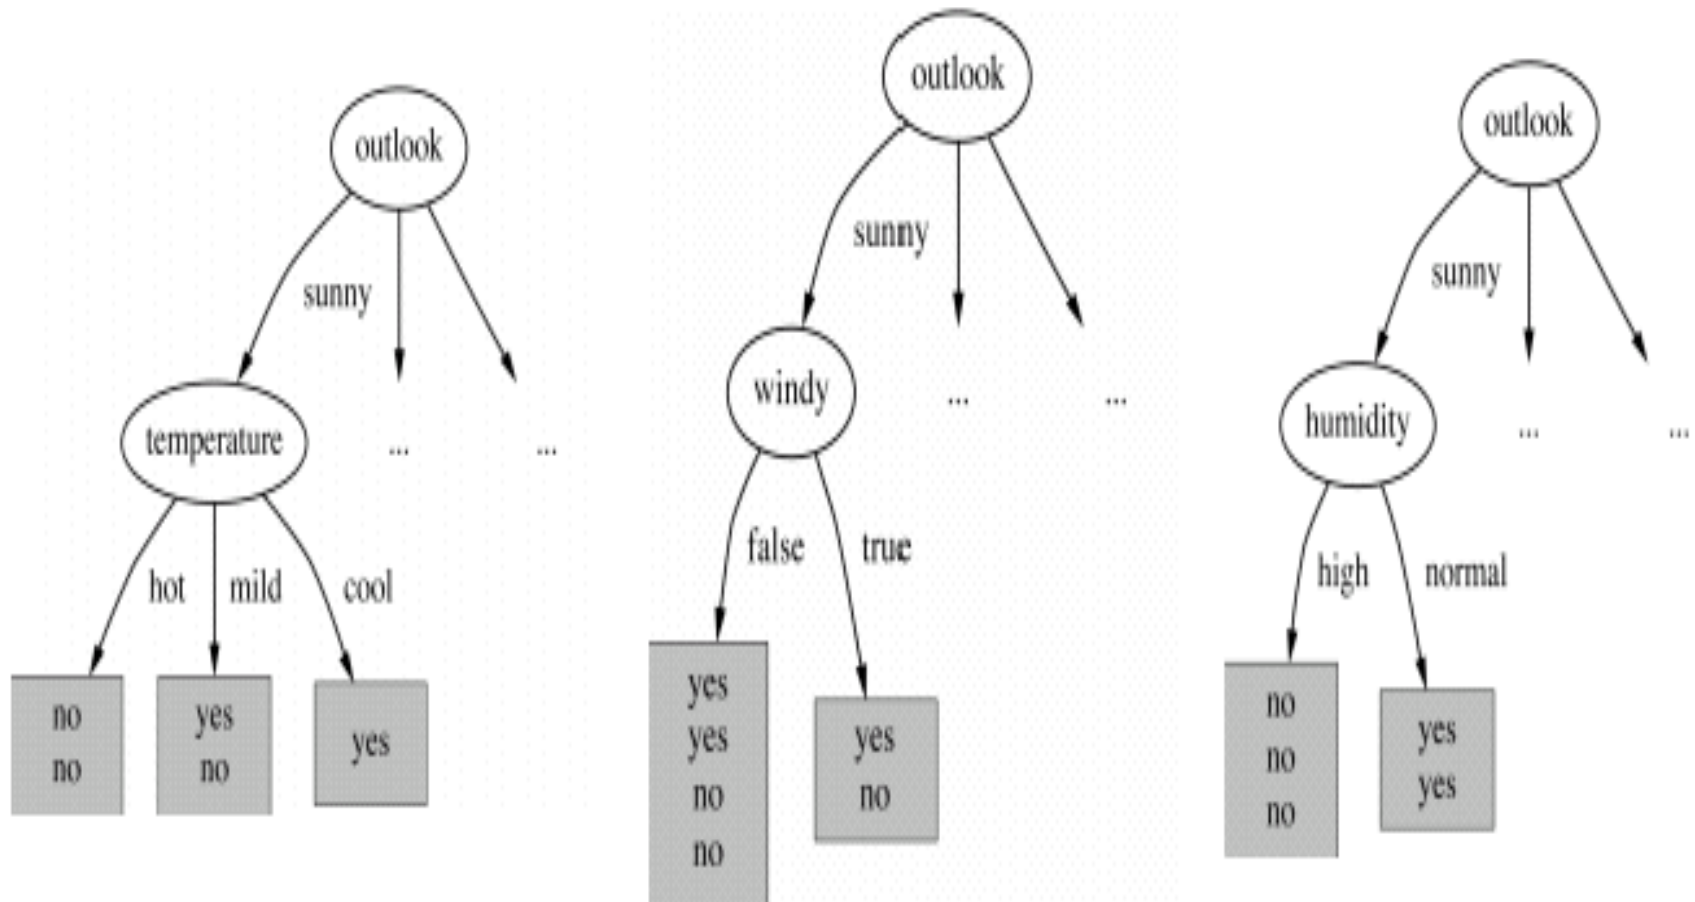 outlook
sunny
temperature
...
...
hot mild cool
no
no
yes
no
yes
outlook
sunny
windy
...
...
false true
yes
yes
no
no
yes
no
outlook
sunny
humidity
...
...
high normal
no
no
no
yes
yes